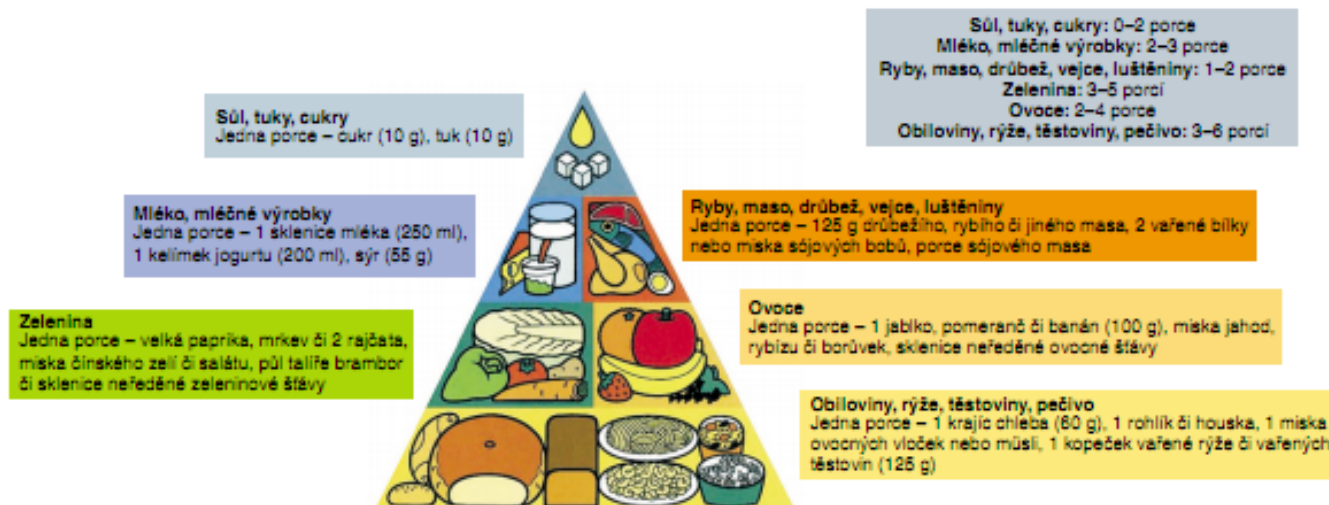 Sůl, tuky, cukry: 0–2 porce
Mléko, mléčné výrobky: 2–3 porce
Ryby, maso, drůbež, vejce, luštěniny: 1–2 porce
Zelenina: 3–5 porcí
Ovoce: 2–4 porce
Obiloviny, rýže, těstoviny, pečivo: 3–6 porcí
Sůl, tuky, cukry
Jedna porce – cukr (10 g), tuk (10 g)
Mléko, mléčné výrobky
Jedna porce – 1 sklenice mléka (250 ml),
1 kelímek jogurtu (200 ml), sýr (55 g)
Ryby, maso, drůbež, vejce, luštěniny
Jedna porce – 125 g drůbežího, rybího či jiného masa, 2 vařené bílky
nebo miska sójových bobů, porce sójového masa
Zelenina
Jedna porce – velká paprika, mrkev či 2 rajčata,
miska čínského zelí či salátu, půl talíře brambor
či sklenice neředěné zeleninové šťávy
Ovoce
Jedna porce – 1 jablko, pomeranč či banán (100 g), miska jahod,
rybízu či borůvek, sklenice neředěné ovocné šťávy
Obiloviny, rýže, těstoviny, pečivo
Jedna porce – 1 krajíc chleba (60 g), 1 rohlík či houska, 1 miska
ovocných vloček nebo müsli, 1 kopeček vařené rýže či vařených
těstovin (125 g)